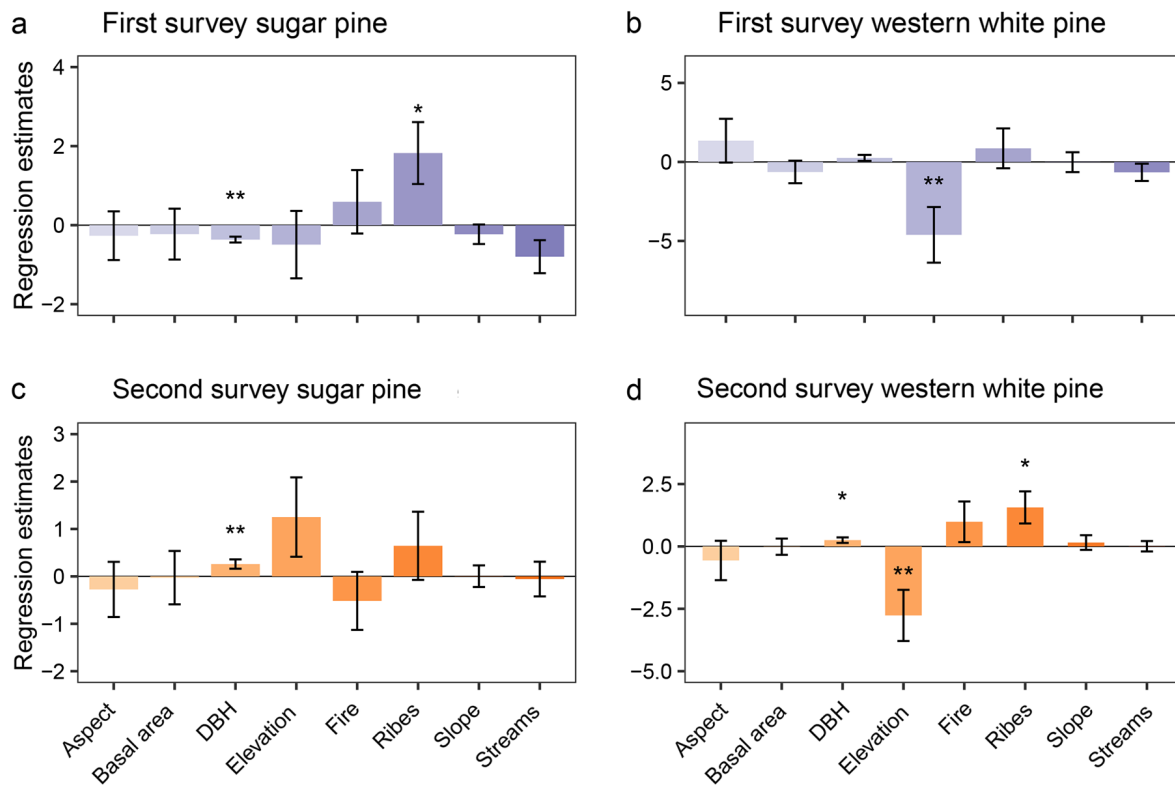 a First survey sugar pine
Regression estimates
4
2
0
−2
*
**
b First survey western white pine
5
0
−5
**
c Second survey sugar pine
Regression estimates
3
2
1
0
−1
−2
**
Aspect
Basal area
DBH
Elevation
Fire
Ribes
Slope
Streams
d Second survey western white pine
2.5
0.0
−2.5
−5.0
*
*
**
Aspect
Basal area
DBH
Elevation
Fire
Ribes
Slope
Streams